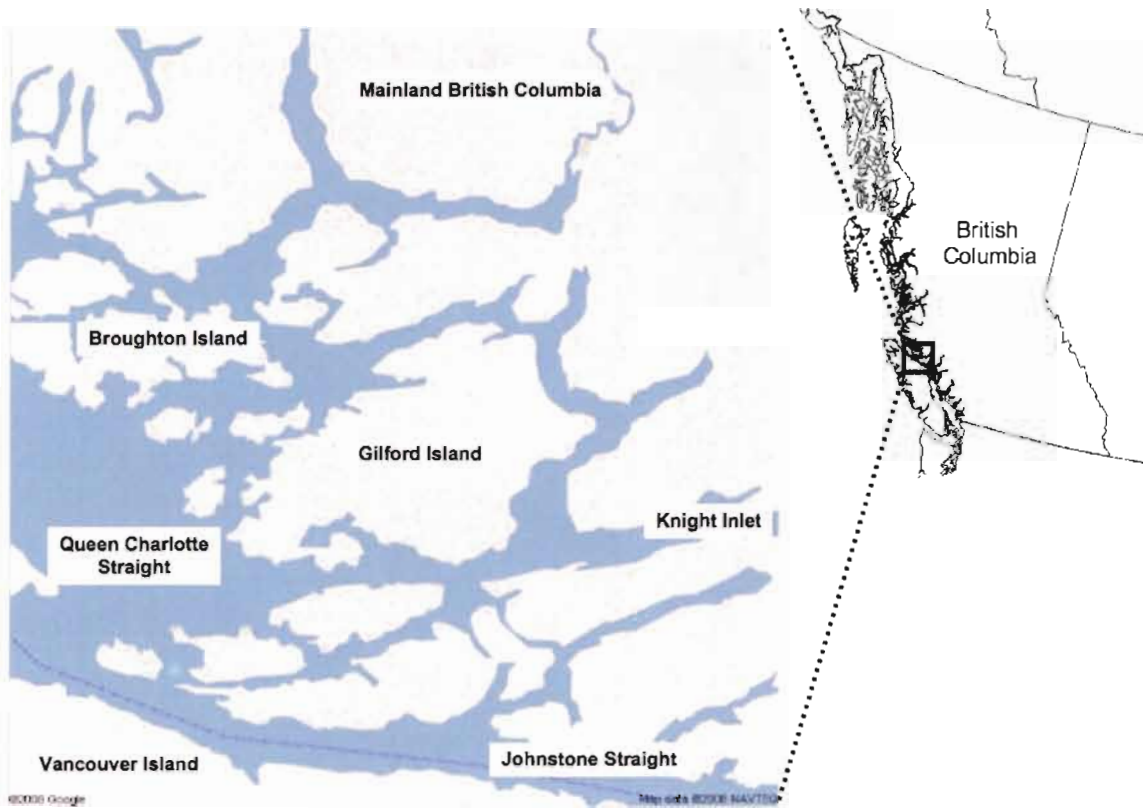 Mainland British Columbia
British
Columbia
Broughton Island
Gilford Island
Knight Inlet
Queen Charlotte
Straight
Johnstone Straight
Vancouver Island
©2008 Google
Map data ©2008 NAVTEQ